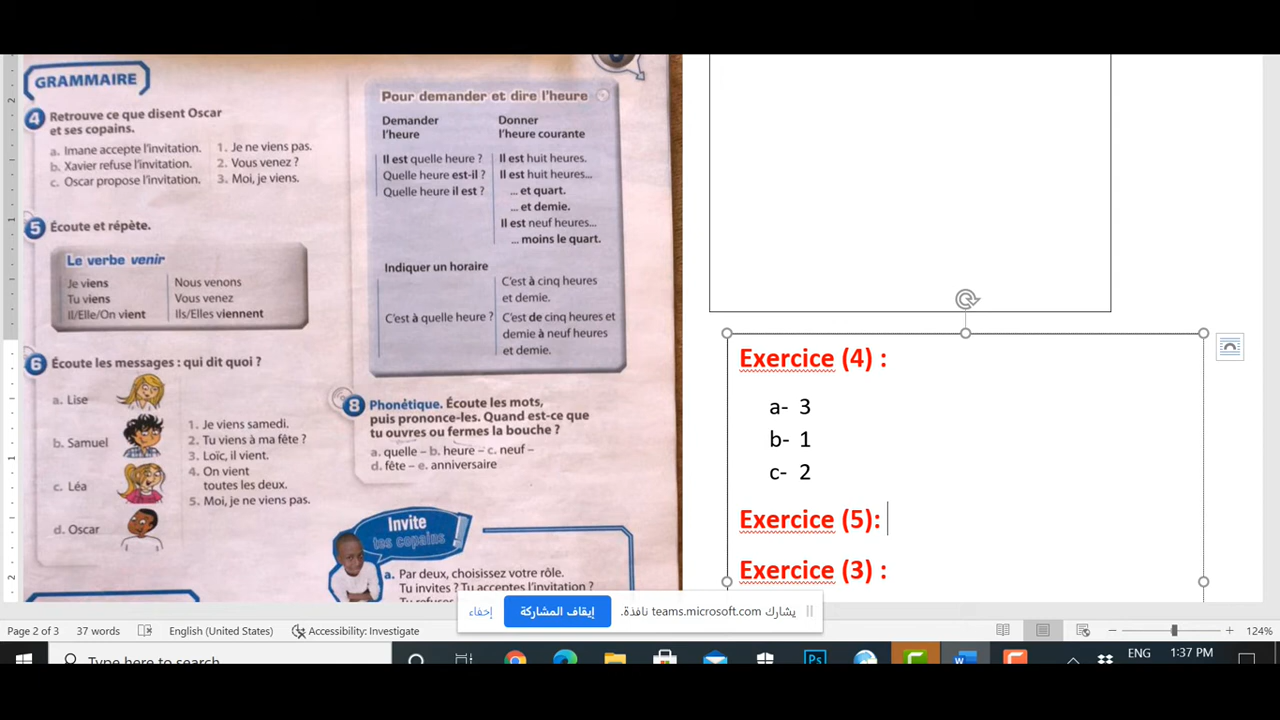 GRAMMAIRE
4 Retrouve ce que disent Oscar
et ses copains.
a. Imane accepte l'invitation.
b. Xavier refuse l'invitation.
c. Oscar propose l'invitation.
1. Je ne viens pas.
2. Vous venez ?
3. Moi, je viens.
5 Écoute et répète.
Le verbe venir
Je viens
Tu viens
Il/Elle/On vient
Nous venons
Vous venez
Ils/Elles viennent
6 Écoute les messages : qui dit quoi ?
a. Lise
b. Samuel
c. Léa
d. Oscar
1. Je viens samedi.
2. Tu viens à ma fête ?
3. Loïc, il vient.
4. On vient
toutes les deux.
5. Moi, je ne viens pas.
Pour demander et dire l'heure
Demander
l'heure
Il est quelle heure ?
Quelle heure est-il ?
Quelle heure il est ?
Donner
l'heure courante
Il est huit heures.
Il est huit heures...
... et quart.
... et demie.
Il est neuf heures...
... moins le quart.
Indiquer un horaire
C'est à quelle heure ?
C'est à cinq heures
et demie.
C'est de cinq heures et
demie à neuf heures
et demie.
8 Phonétique. Écoute les mots,
puis prononce-les. Quand est-ce que
tu ouvres ou fermes la bouche ?
a. quelle – b. heure – c. neuf –
d. fête – e. anniversaire
Invite
tes copains
a. Par deux, choisissez votre rôle.
Tu invites ? Tu acceptes l'invitation ?
Exercice (4) :
a- 3
b- 1
c- 2
Exercice (5):
Exercice (3) :
يشارك teams.microsoft.com نافذة.
إيقاف المشاركة
إخفاء
Page 2 of 3
37 words
English (United States)
Accessibility: Investigate
124%
Type here to search
Ps
ENG
1:37 PM